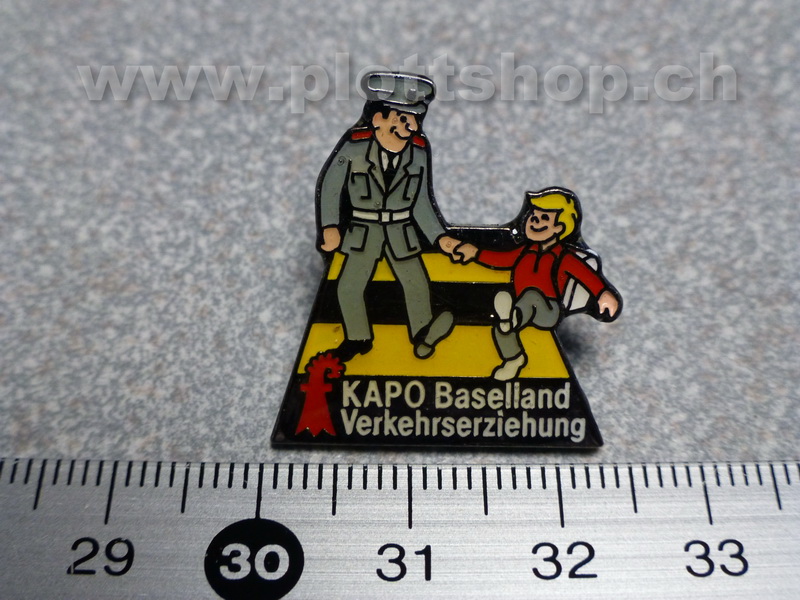 www.plattshop.ch
KAPO Baselland
Verkehrserziehung
29 30 31 32 33